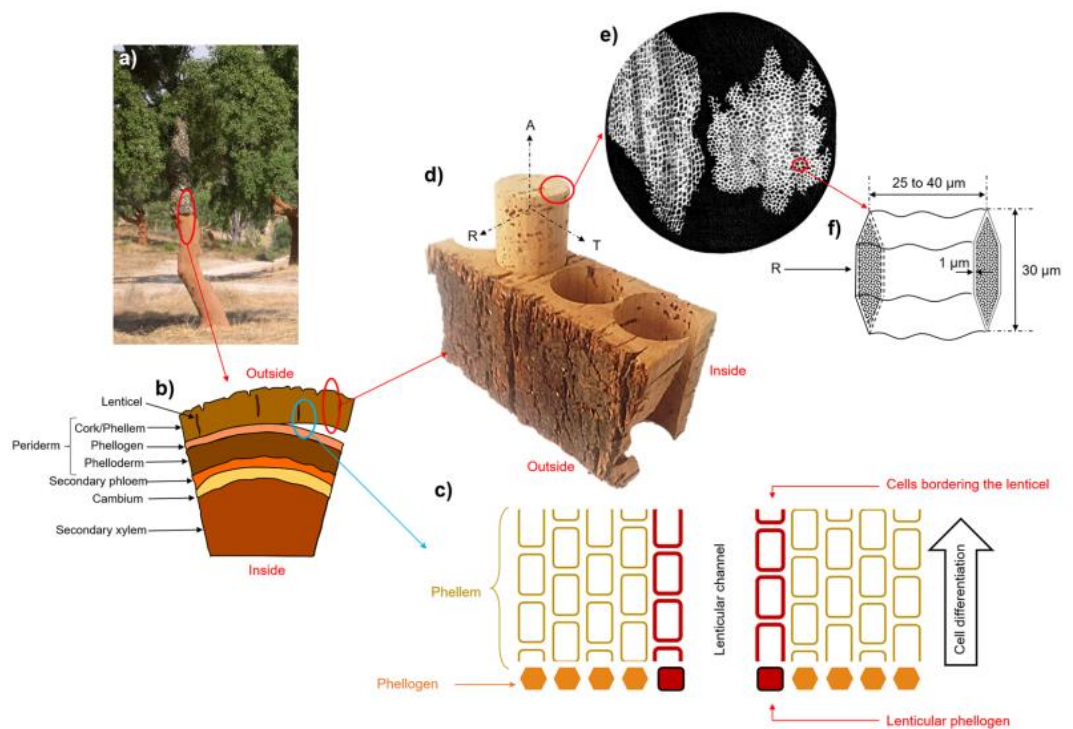 a)
b)
Outside
Lenticel
Cork/Phellem
Periderm
Phellogen
Phelloderm
Secondary phloem
Cambium
Secondary xylem
Inside
c)
Cells bordering the lenticel
Phellem
Lenticular channel
Cell differentiation
Phellogen
Lenticular phellogen
d)
A
R
T
Inside
Outside
e)
f)
25 to 40 µm
R
1 µm
30 µm